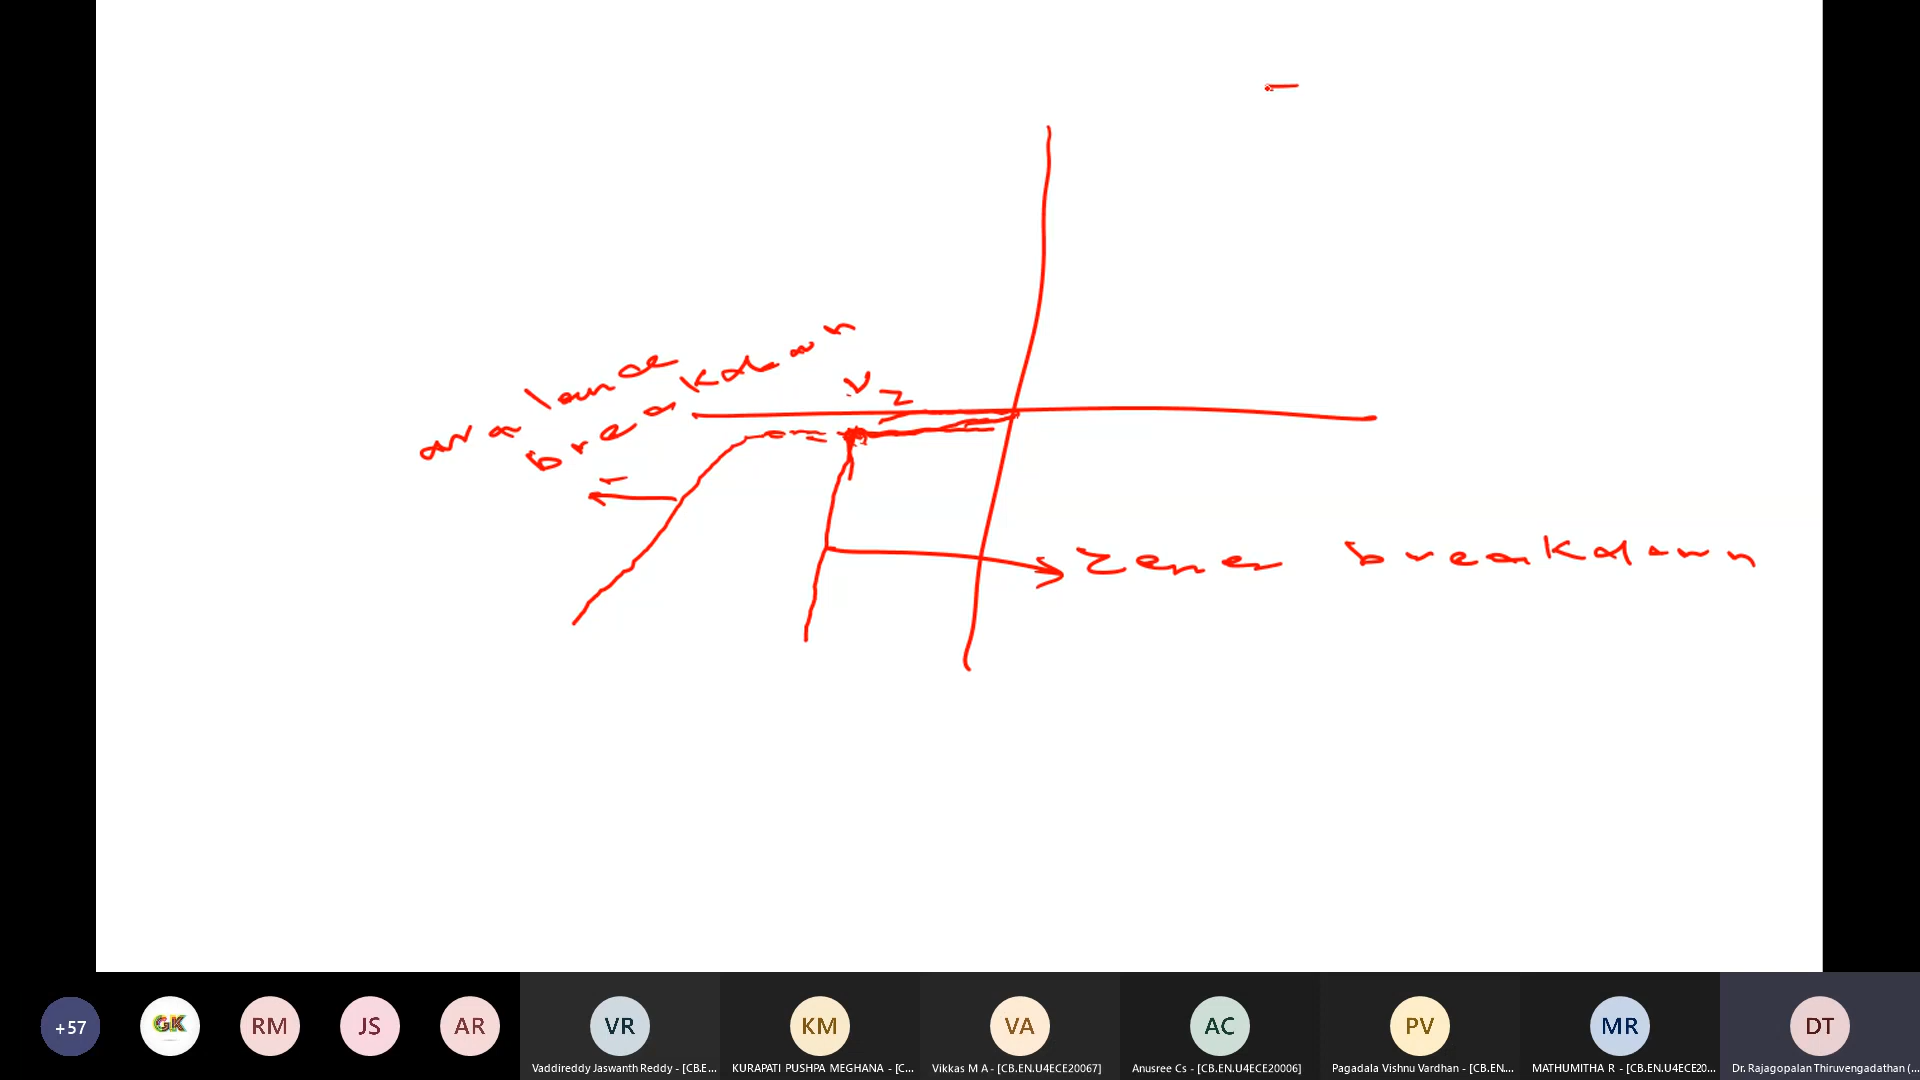 avalance
breakdown
Vz
Zener breakdown
+57
GK
RM
JS
AR
VR
KM
VA
AC
PV
MR
DT
Vaddireddy Jaswanth Reddy - [CB.E...
KURAPATI PUSHPA MEGHANA - [C...
Vikkas M A - [CB.EN.U4ECE20067]
Anusree Cs - [CB.EN.U4ECE20006]
Pagadala Vishnu Vardhan - [CB.EN....
MATHUMITHA R - [CB.EN.U4ECE20...
Dr. Rajagopalan Thiruvengadathan (...